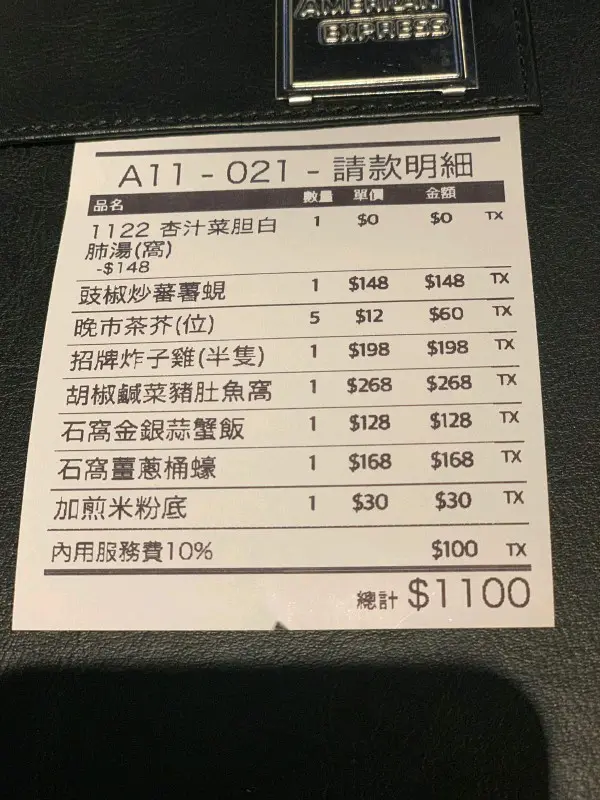 AMERICAN
EXPRESS
A11 - 021 - 請款明細
品名 數量 單價 金額
1122 杏汁菜胆白 1 $0 $0 TX
肺湯(窩)
-$148
豉椒炒蕃薯蜆 1 $148 $148 TX
晚市茶芥(位) 5 $12 $60 TX
招牌炸子雞(半隻) 1 $198 $198 TX
胡椒鹹菜豬肚魚窩 1 $268 $268 TX
石窩金銀蒜蟹飯 1 $128 $128 TX
石窩薑蔥桶蠔 1 $168 $168 TX
加煎米粉底 1 $30 $30 TX
內用服務費10% $100 TX
總計 $1100